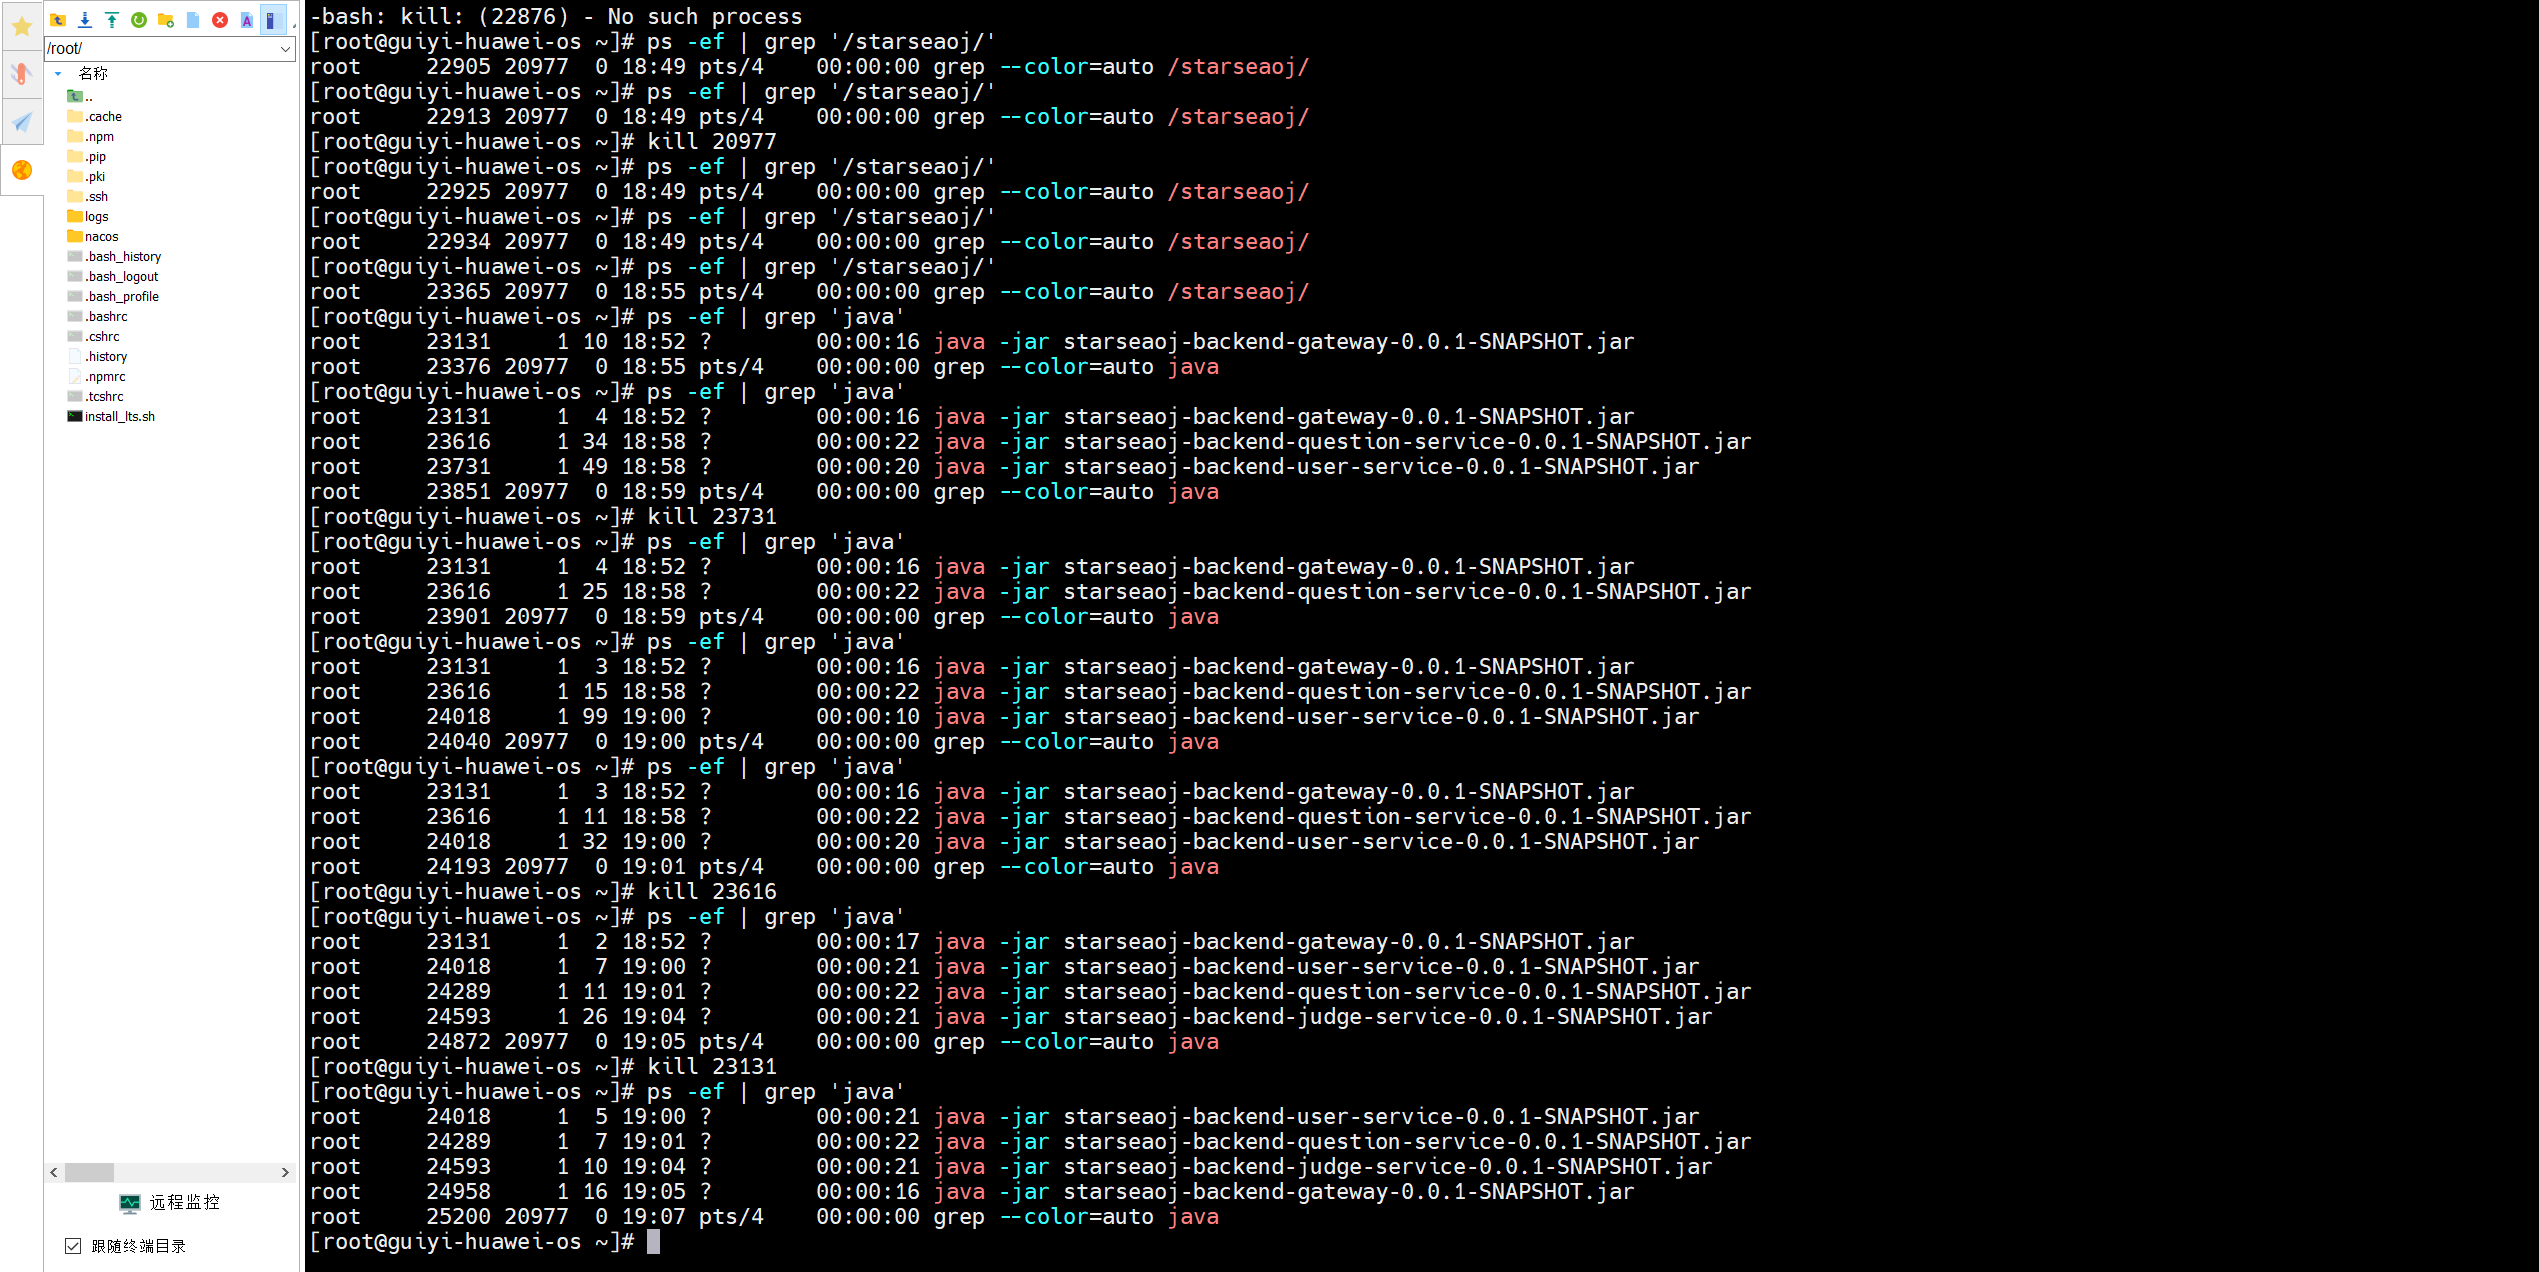 /root/
名称
..
.cache
.npm
.pip
.pki
.ssh
logs
nacos
.bash_history
.bash_logout
.bash_profile
.bashrc
.cshrc
.history
.npmrc
.tcshrc
install_lts.sh
远程监控
跟随终端目录
-bash: kill: (22876) - No such process
[root@guiyi-huawei-os ~]# ps -ef | grep '/starseaoj/'
root     22905 20977  0 18:49 pts/4    00:00:00 grep --color=auto /starseaoj/
[root@guiyi-huawei-os ~]# ps -ef | grep '/starseaoj/'
root     22913 20977  0 18:49 pts/4    00:00:00 grep --color=auto /starseaoj/
[root@guiyi-huawei-os ~]# kill 20977
[root@guiyi-huawei-os ~]# ps -ef | grep '/starseaoj/'
root     22925 20977  0 18:49 pts/4    00:00:00 grep --color=auto /starseaoj/
[root@guiyi-huawei-os ~]# ps -ef | grep '/starseaoj/'
root     22934 20977  0 18:49 pts/4    00:00:00 grep --color=auto /starseaoj/
[root@guiyi-huawei-os ~]# ps -ef | grep '/starseaoj/'
root     23365 20977  0 18:55 pts/4    00:00:00 grep --color=auto /starseaoj/
[root@guiyi-huawei-os ~]# ps -ef | grep 'java'
root     23131     1 10 18:52 ?        00:00:16 java -jar starseaoj-backend-gateway-0.0.1-SNAPSHOT.jar
root     23376 20977  0 18:55 pts/4    00:00:00 grep --color=auto java
[root@guiyi-huawei-os ~]# ps -ef | grep 'java'
root     23131     1  4 18:52 ?        00:00:16 java -jar starseaoj-backend-gateway-0.0.1-SNAPSHOT.jar
root     23616     1 34 18:58 ?        00:00:22 java -jar starseaoj-backend-question-service-0.0.1-SNAPSHOT.jar
root     23731     1 49 18:58 ?        00:00:20 java -jar starseaoj-backend-user-service-0.0.1-SNAPSHOT.jar
root     23851 20977  0 18:59 pts/4    00:00:00 grep --color=auto java
[root@guiyi-huawei-os ~]# kill 23731
[root@guiyi-huawei-os ~]# ps -ef | grep 'java'
root     23131     1  4 18:52 ?        00:00:16 java -jar starseaoj-backend-gateway-0.0.1-SNAPSHOT.jar
root     23616     1 25 18:58 ?        00:00:22 java -jar starseaoj-backend-question-service-0.0.1-SNAPSHOT.jar
root     23901 20977  0 18:59 pts/4    00:00:00 grep --color=auto java
[root@guiyi-huawei-os ~]# ps -ef | grep 'java'
root     23131     1  3 18:52 ?        00:00:16 java -jar starseaoj-backend-gateway-0.0.1-SNAPSHOT.jar
root     23616     1 15 18:58 ?        00:00:22 java -jar starseaoj-backend-question-service-0.0.1-SNAPSHOT.jar
root     24018     1 99 19:00 ?        00:00:10 java -jar starseaoj-backend-user-service-0.0.1-SNAPSHOT.jar
root     24040 20977  0 19:00 pts/4    00:00:00 grep --color=auto java
[root@guiyi-huawei-os ~]# ps -ef | grep 'java'
root     23131     1  3 18:52 ?        00:00:16 java -jar starseaoj-backend-gateway-0.0.1-SNAPSHOT.jar
root     23616     1 11 18:58 ?        00:00:22 java -jar starseaoj-backend-question-service-0.0.1-SNAPSHOT.jar
root     24018     1 32 19:00 ?        00:00:20 java -jar starseaoj-backend-user-service-0.0.1-SNAPSHOT.jar
root     24193 20977  0 19:01 pts/4    00:00:00 grep --color=auto java
[root@guiyi-huawei-os ~]# kill 23616
[root@guiyi-huawei-os ~]# ps -ef | grep 'java'
root     23131     1  2 18:52 ?        00:00:17 java -jar starseaoj-backend-gateway-0.0.1-SNAPSHOT.jar
root     24018     1  7 19:00 ?        00:00:21 java -jar starseaoj-backend-user-service-0.0.1-SNAPSHOT.jar
root     24289     1 11 19:01 ?        00:00:22 java -jar starseaoj-backend-question-service-0.0.1-SNAPSHOT.jar
root     24593     1 26 19:04 ?        00:00:21 java -jar starseaoj-backend-judge-service-0.0.1-SNAPSHOT.jar
root     24872 20977  0 19:05 pts/4    00:00:00 grep --color=auto java
[root@guiyi-huawei-os ~]# kill 23131
[root@guiyi-huawei-os ~]# ps -ef | grep 'java'
root     24018     1  5 19:00 ?        00:00:21 java -jar starseaoj-backend-user-service-0.0.1-SNAPSHOT.jar
root     24289     1  7 19:01 ?        00:00:22 java -jar starseaoj-backend-question-service-0.0.1-SNAPSHOT.jar
root     24593     1 10 19:04 ?        00:00:21 java -jar starseaoj-backend-judge-service-0.0.1-SNAPSHOT.jar
root     24958     1 16 19:05 ?        00:00:16 java -jar starseaoj-backend-gateway-0.0.1-SNAPSHOT.jar
root     25200 20977  0 19:07 pts/4    00:00:00 grep --color=auto java
[root@guiyi-huawei-os ~]#